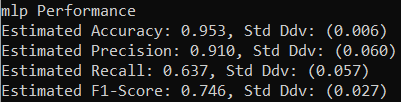 mlp Performance
Estimated Accuracy: 0.953, Std Ddv: (0.006)
Estimated Precision: 0.910, Std Ddv: (0.060)
Estimated Recall: 0.637, Std Ddv: (0.057)
Estimated F1-Score: 0.746, Std Ddv: (0.027)